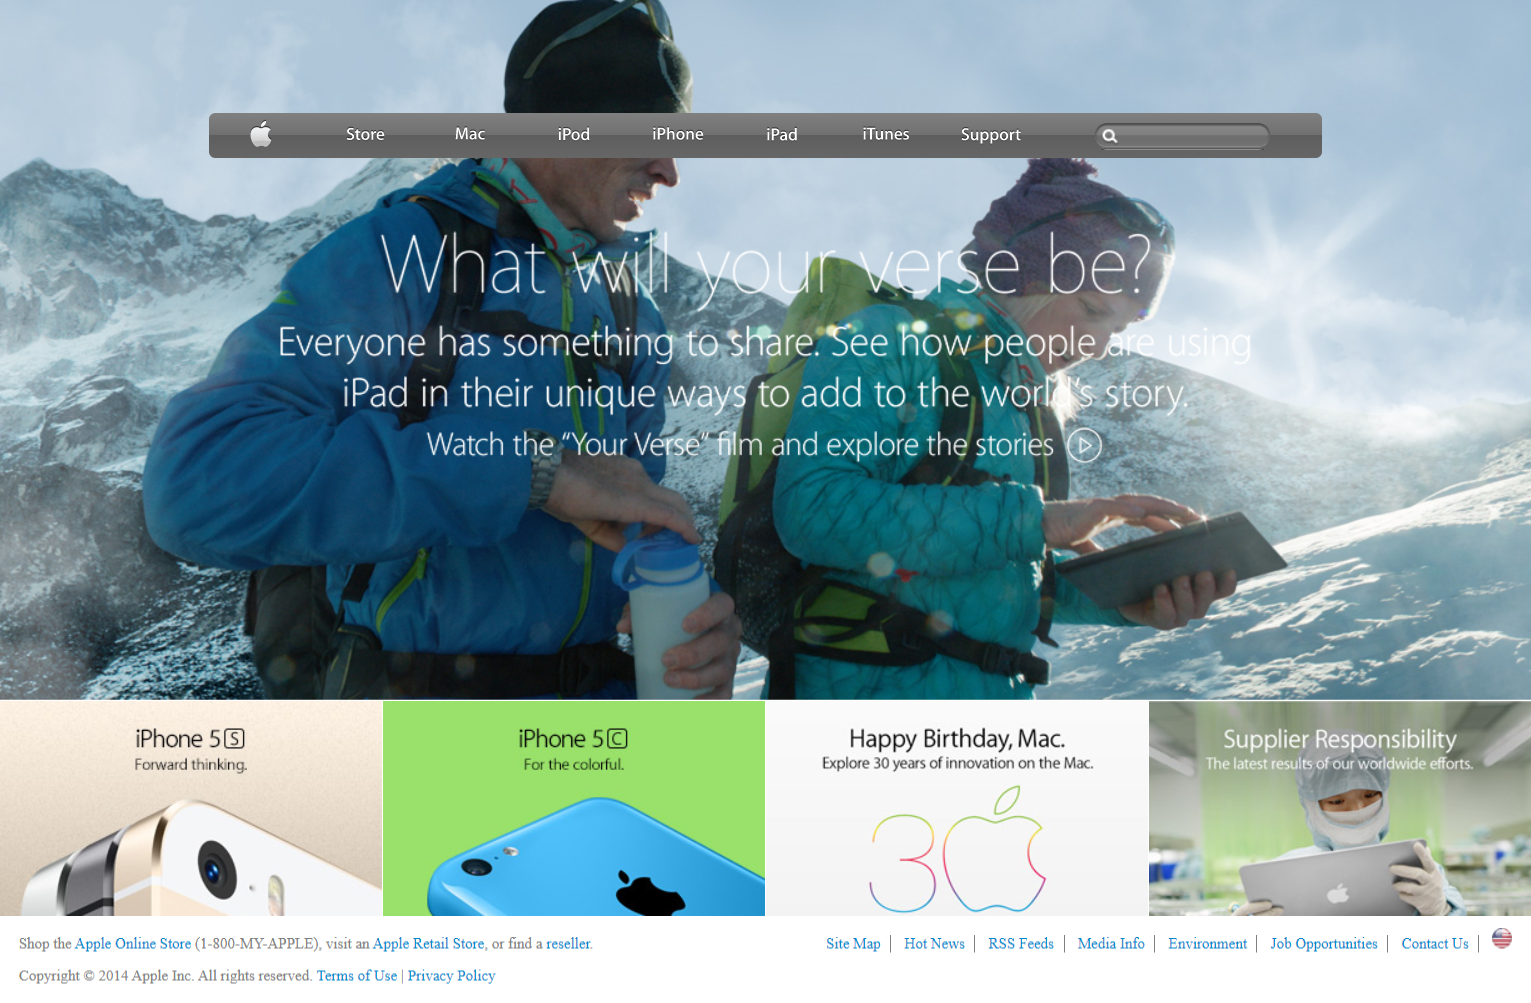 Store Mac iPod iPhone iPad iTunes Support
What will your verse be?
Everyone has something to share. See how people are using
iPad in their unique ways to add to the world's story.
Watch the “Your Verse” film and explore the stories
iPhone 5S
Forward thinking.
iPhone 5C
For the colorful.
Happy Birthday, Mac.
Explore 30 years of innovation on the Mac.
30
Supplier Responsibility
The latest results of our worldwide efforts.
Shop the Apple Online Store (1-800-MY-APPLE), visit an Apple Retail Store, or find a reseller.
Site Map | Hot News | RSS Feeds | Media Info | Environment | Job Opportunities | Contact Us |
Copyright © 2014 Apple Inc. All rights reserved. Terms of Use | Privacy Policy